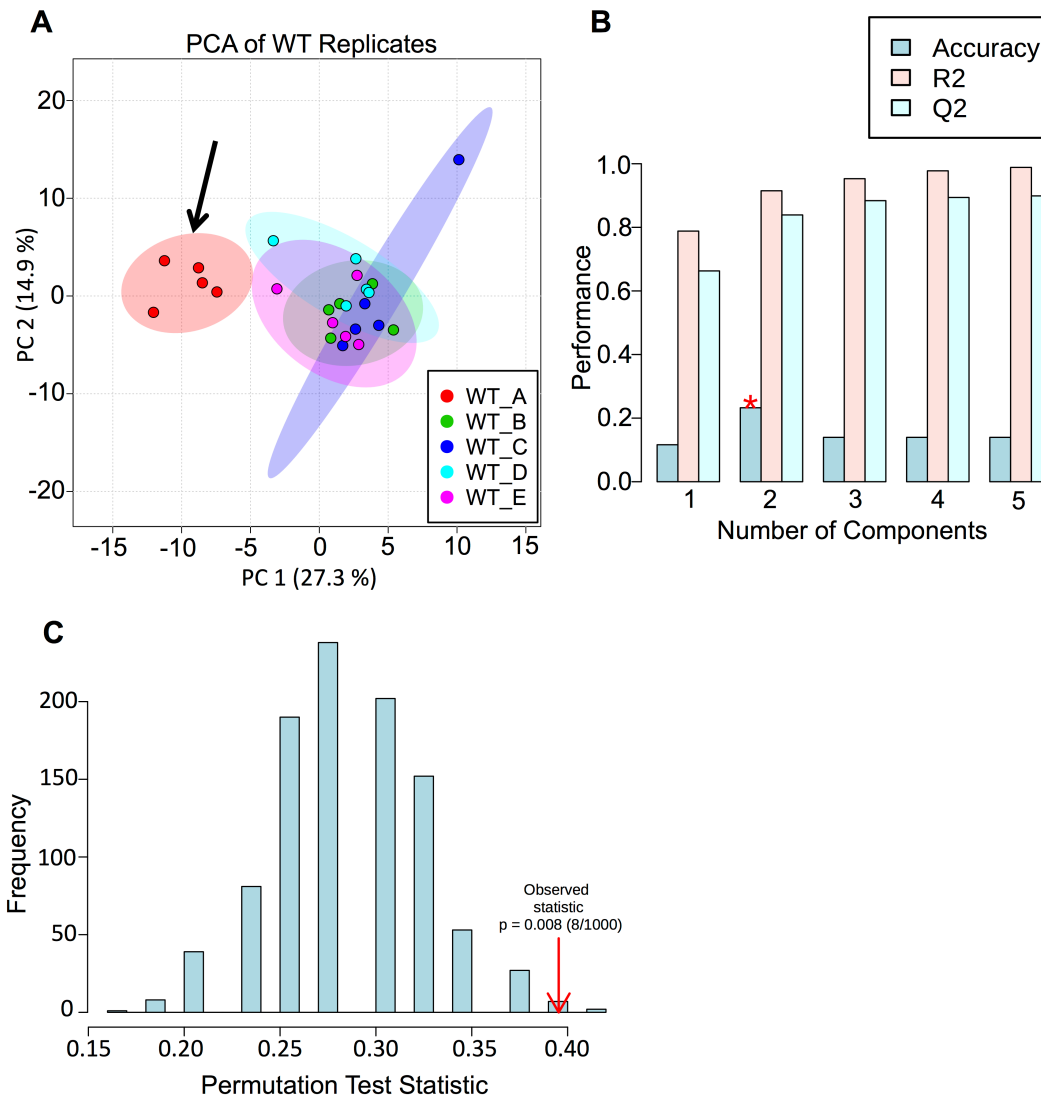 A
PCA of WT Replicates
20
10
0
-10
-20
PC 2 (14.9 %)
-15
-10
-5
0
5
10
15
PC 1 (27.3 %)
WT_A
WT_B
WT_C
WT_D
WT_E
B
Accuracy
R2
Q2
1.0
0.8
0.6
0.4
0.2
0.0
Performance
*
1
2
3
4
5
Number of Components
C
200
150
100
50
0
Frequency
Observed
statistic
p = 0.008 (8/1000)
0.15
0.20
0.25
0.30
0.35
0.40
Permutation Test Statistic